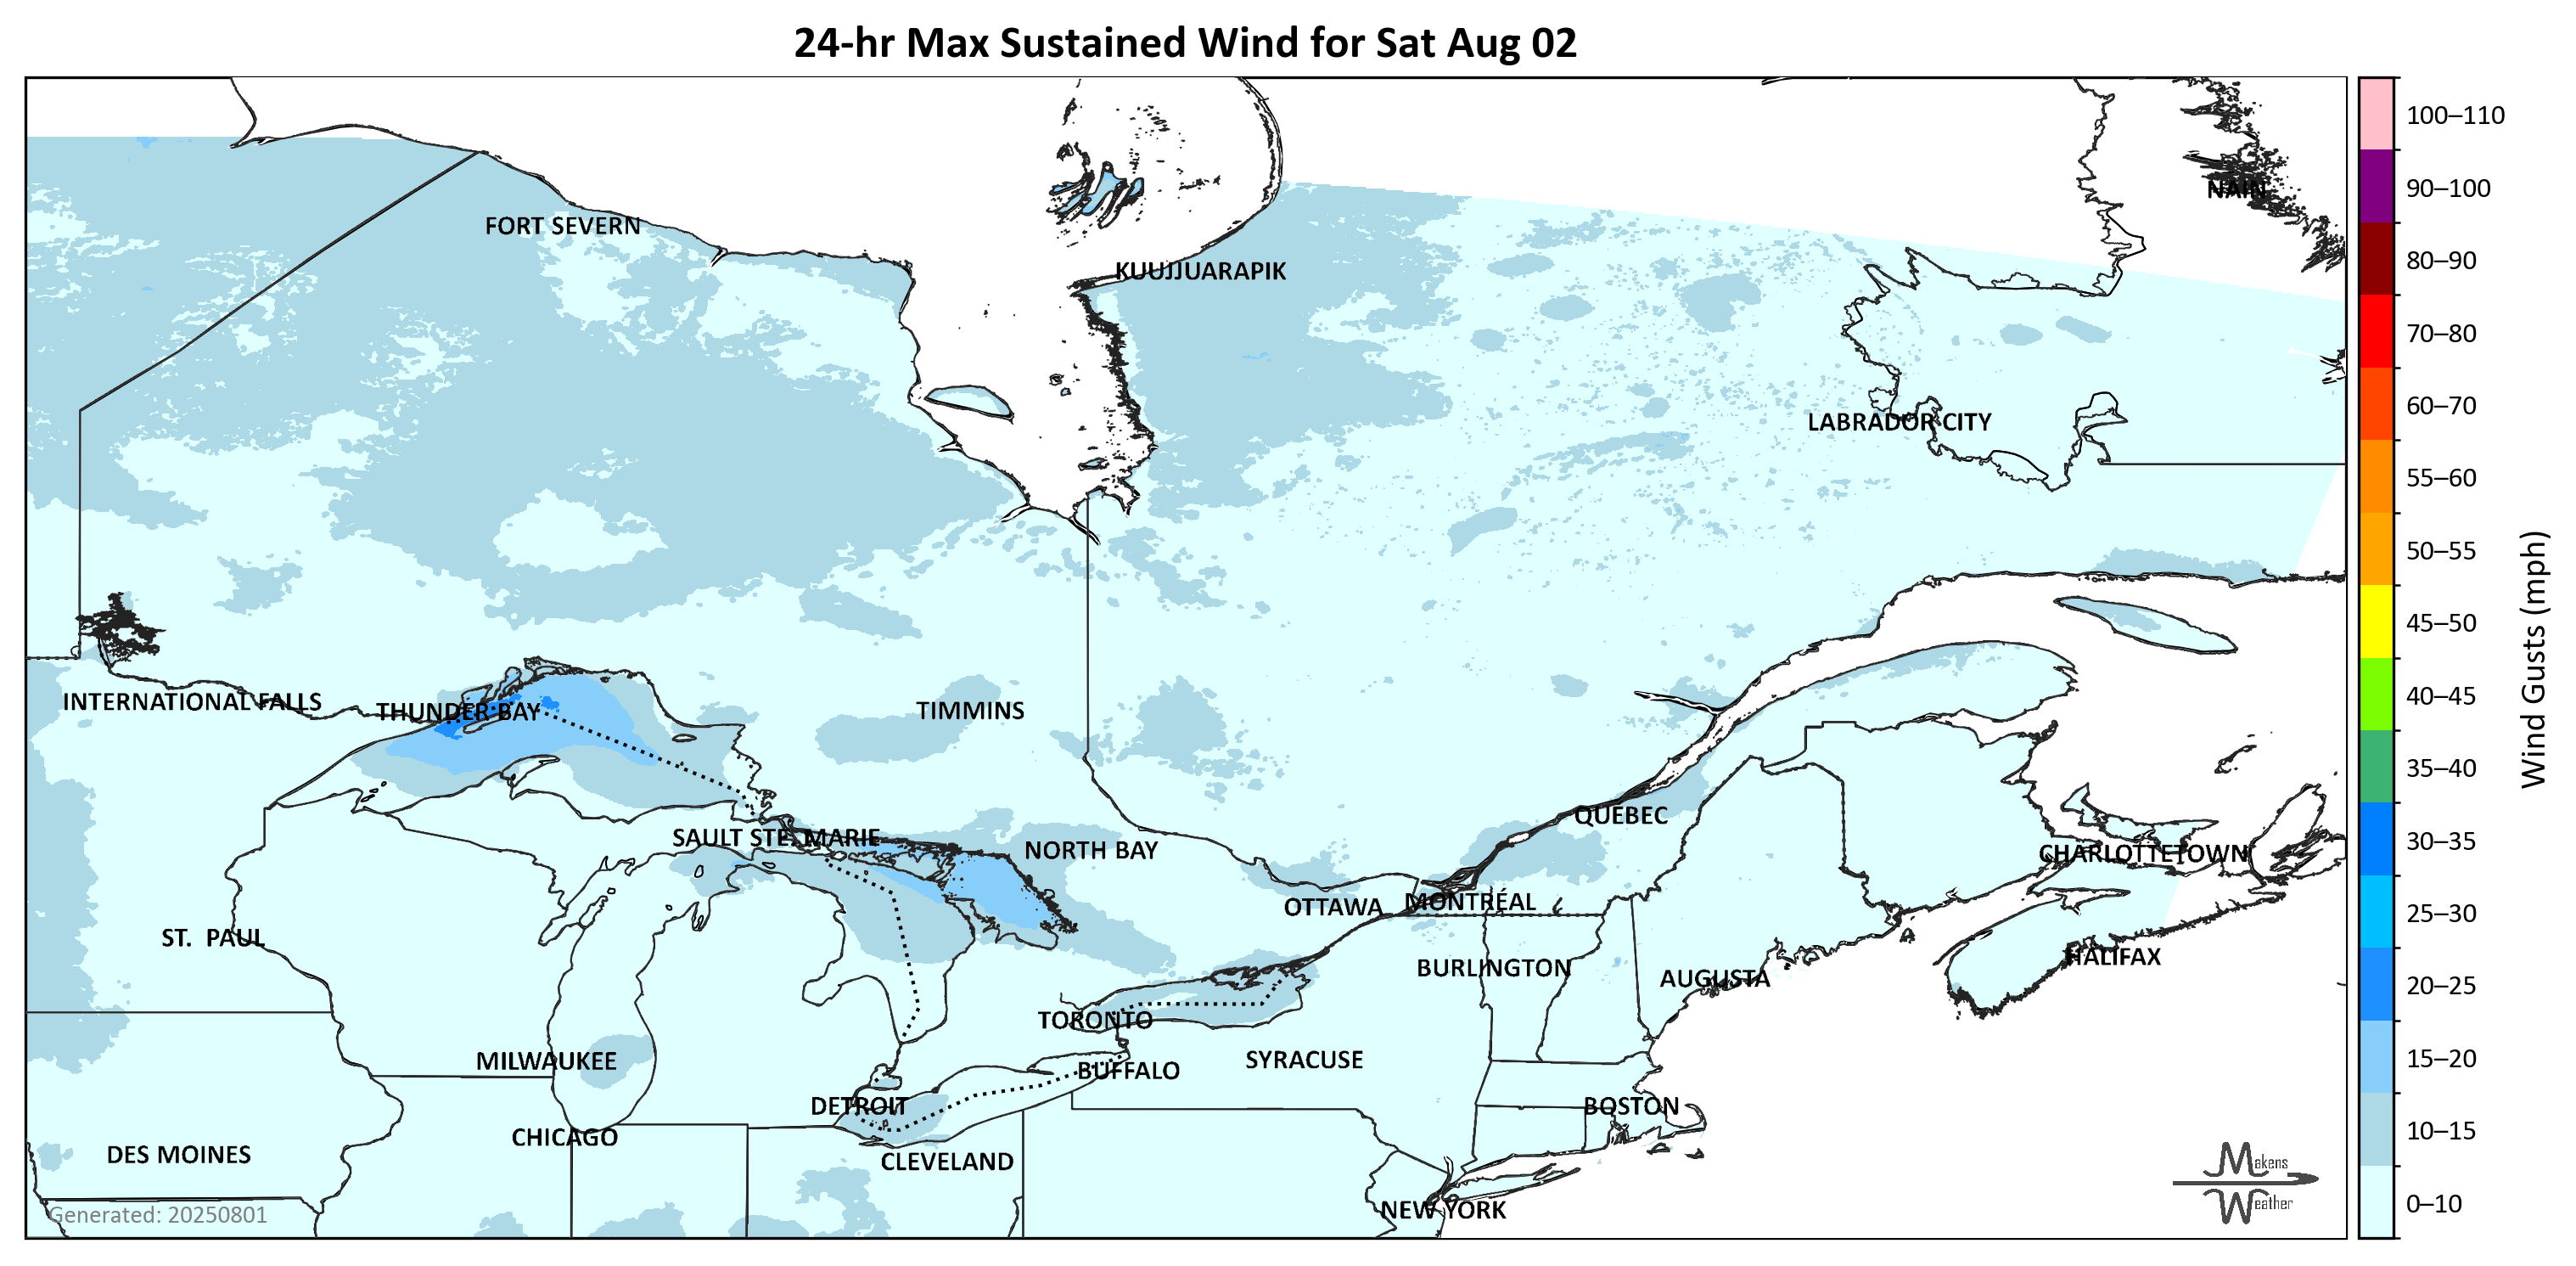 24-hr Max Sustained Wind for Sat Aug 02
100–110
90–100
80–90
70–80
60–70
55–60
50–55
45–50
40–45
35–40
30–35
25–30
20–25
15–20
10–15
0–10
Wind Gusts (mph)
NAIN
FORT SEVERN
KUUJJUARAPIK
LABRADOR CITY
INTERNATIONAL FALLS
THUNDER BAY
TIMMINS
QUEBEC
SAULT STE. MARIE
NORTH BAY
CHARLOTTETOWN
OTTAWA
MONTRÉAL
ST. PAUL
BURLINGTON
AUGUSTA
HALIFAX
TORONTO
MILWAUKEE
BUFFALO
SYRACUSE
DETROIT
BOSTON
CHICAGO
DES MOINES
CLEVELAND
NEW YORK
Makens
Weather
Generated: 20250801